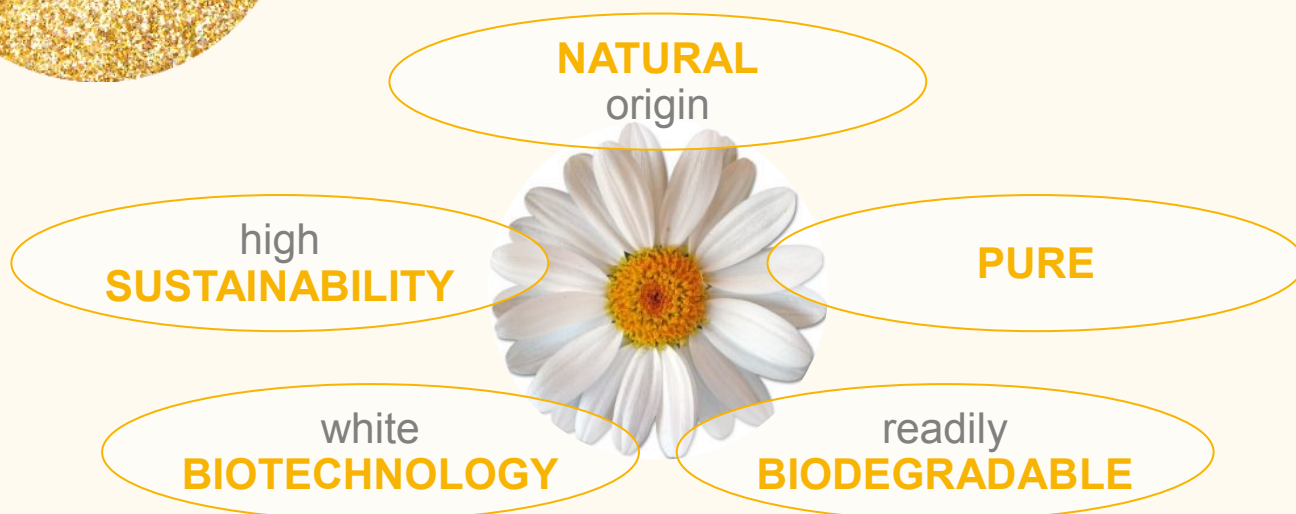 NATURAL
origin
high
SUSTAINABILITY
PURE
white
BIOTECHNOLOGY
readily
BIODEGRADABLE